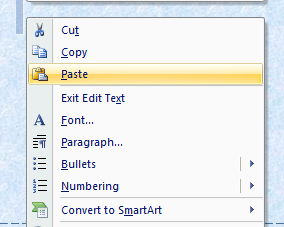 Cut
Copy
Paste
Exit Edit Text
Font...
Paragraph...
Bullets
Numbering
Convert to SmartArt